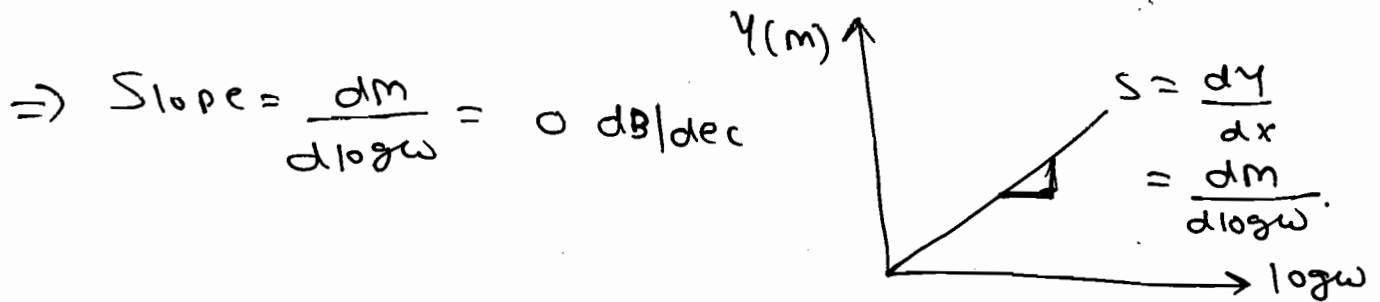 ⇒ Slope = dm/dlogω = 0 dB/dec
Y(m)
S = dy/dx
= dm/dlogω.
logω